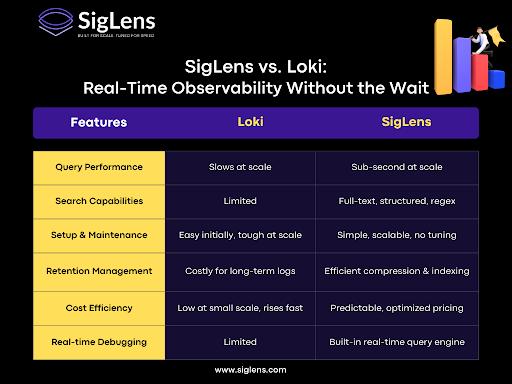 SigLens
BUILT FOR SCALE. TUNED FOR SPEED
SigLens vs. Loki:
Real-Time Observability Without the Wait
Features Loki SigLens
Query Performance Slows at scale Sub-second at scale
Search Capabilities Limited Full-text, structured, regex
Setup & Maintenance Easy initially, tough at scale Simple, scalable, no tuning
Retention Management Costly for long-term logs Efficient compression & indexing
Cost Efficiency Low at small scale, rises fast Predictable, optimized pricing
Real-time Debugging Limited Built-in real-time query engine
www.siglens.com